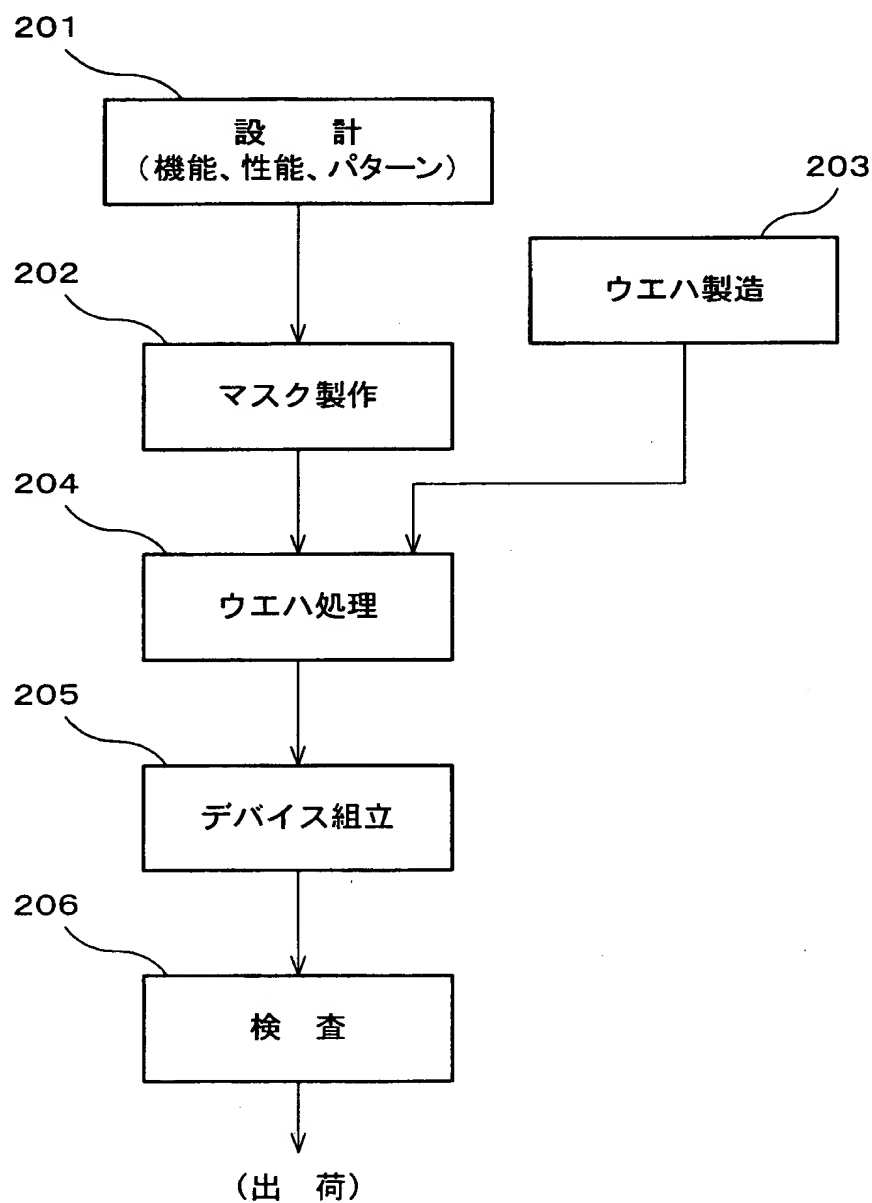 201
設　計
(機能、性能、パターン)
203
ウエハ製造
202
マスク製作
204
ウエハ処理
205
デバイス組立
206
検　査
(出　荷)